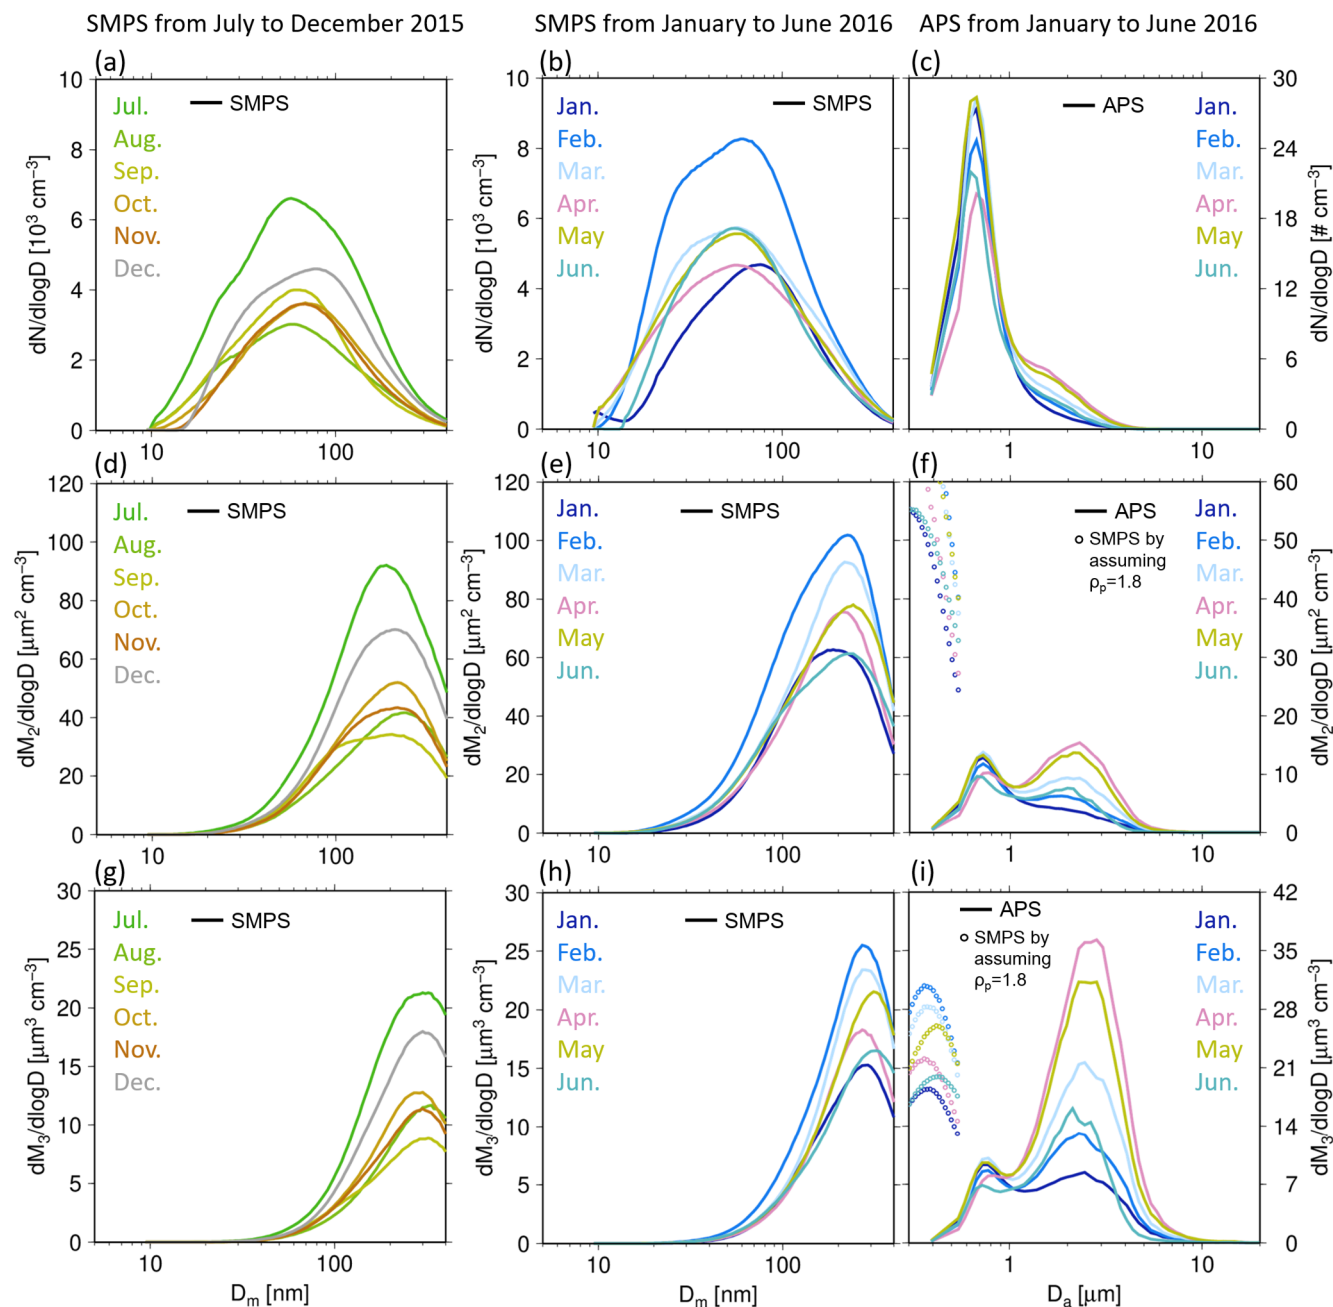 SMPS from July to December 2015
SMPS from January to June 2016
APS from January to June 2016
(a)
10
8
6
4
2
0
dN/dlogD [10³ cm⁻³]
Jul.
Aug.
Sep.
Oct.
Nov.
Dec.
SMPS
10
100
(b)
10
8
6
4
2
0
dN/dlogD [10³ cm⁻³]
SMPS
Jan.
Feb.
Mar.
Apr.
May
Jun.
10
100
(c)
APS
Jan.
Feb.
Mar.
Apr.
May
Jun.
30
24
18
12
6
0
dN/dlogD [# cm⁻³]
1
10
(d)
120
100
80
60
40
20
0
dM₂/dlogD [μm² cm⁻³]
Jul.
Aug.
Sep.
Oct.
Nov.
Dec.
SMPS
10
100
(e)
120
100
80
60
40
20
0
dM₂/dlogD [μm² cm⁻³]
SMPS
Jan.
Feb.
Mar.
Apr.
May
Jun.
10
100
(f)
APS
SMPS by
assuming
ρₚ=1.8
Jan.
Feb.
Mar.
Apr.
May
Jun.
60
50
40
30
20
10
0
dM₂/dlogD [μm² cm⁻³]
1
10
(g)
30
25
20
15
10
5
0
dM₃/dlogD [μm³ cm⁻³]
Jul.
Aug.
Sep.
Oct.
Nov.
Dec.
SMPS
10
100
Dₘ [nm]
(h)
30
25
20
15
10
5
0
dM₃/dlogD [μm³ cm⁻³]
SMPS
Jan.
Feb.
Mar.
Apr.
May
Jun.
10
100
Dₘ [nm]
(i)
APS
SMPS by
assuming
ρₚ=1.8
Jan.
Feb.
Mar.
Apr.
May
Jun.
42
35
28
21
14
7
0
dM₃/dlogD [μm³ cm⁻³]
1
10
Dₐ [μm]